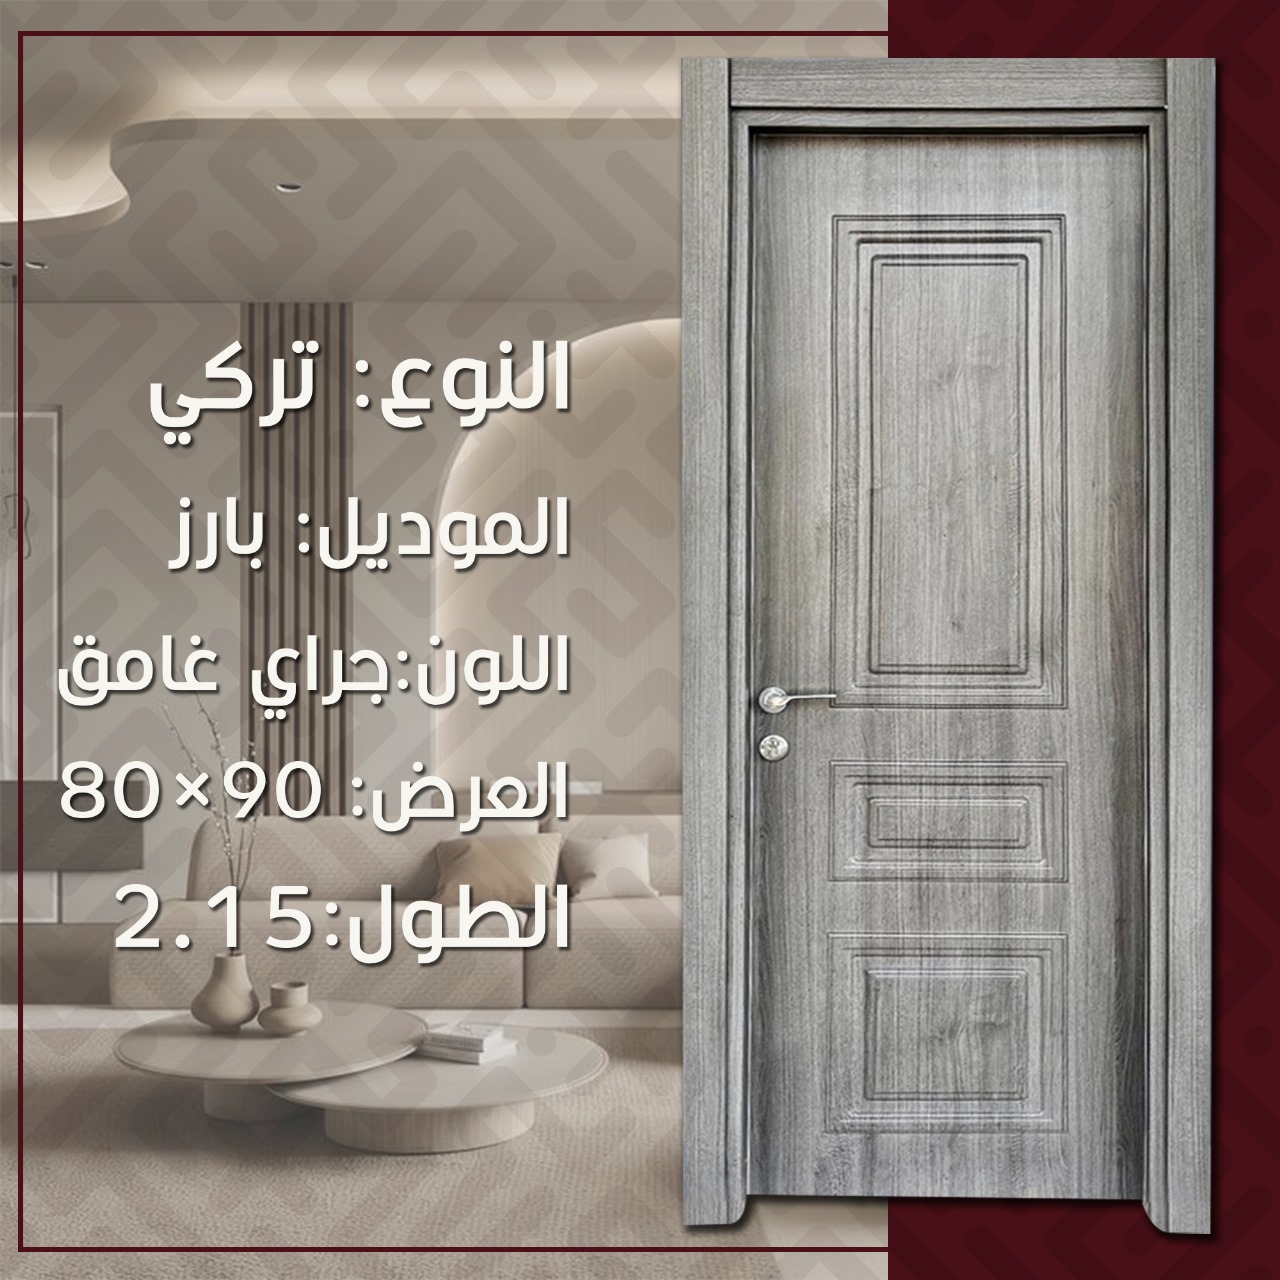 النوع: تركي
الموديل: بارز
اللون:جراي غامق
العرض: 90×80
الطول:2.15